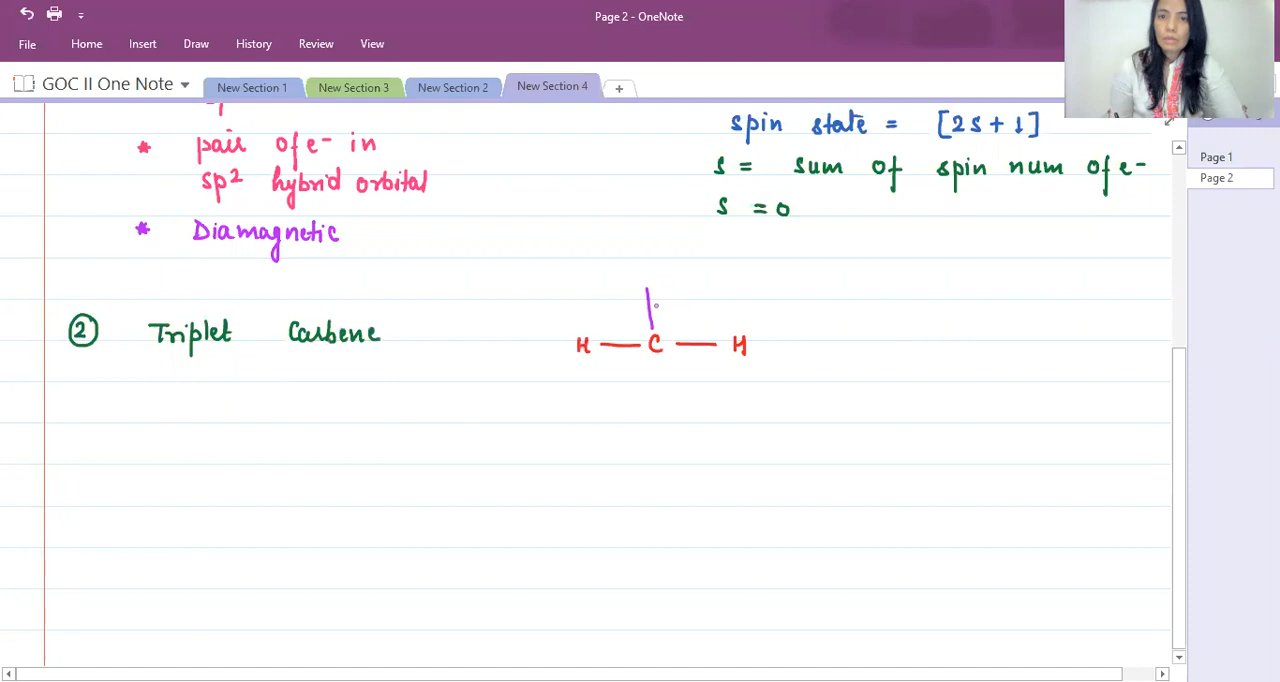 Page 2 - OneNote
File Home Insert Draw History Review View
GOC II One Note New Section 1 New Section 3 New Section 2 New Section 4 +
Page 1
Page 2
* pair of e- in
sp² hybrid orbital
* Diamagnetic
spin state = [2s + 1]
s = sum of spin num of e-
s = 0
② Triplet Carbene
H — C — H